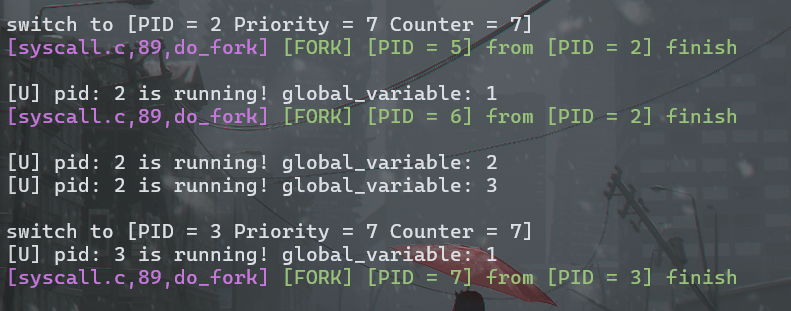 switch to [PID = 2 Priority = 7 Counter = 7]
[syscall.c,89,do_fork] [FORK] [PID = 5] from [PID = 2] finish
[U] pid: 2 is running! global_variable: 1
[syscall.c,89,do_fork] [FORK] [PID = 6] from [PID = 2] finish
[U] pid: 2 is running! global_variable: 2
[U] pid: 2 is running! global_variable: 3
switch to [PID = 3 Priority = 7 Counter = 7]
[U] pid: 3 is running! global_variable: 1
[syscall.c,89,do_fork] [FORK] [PID = 7] from [PID = 3] finish